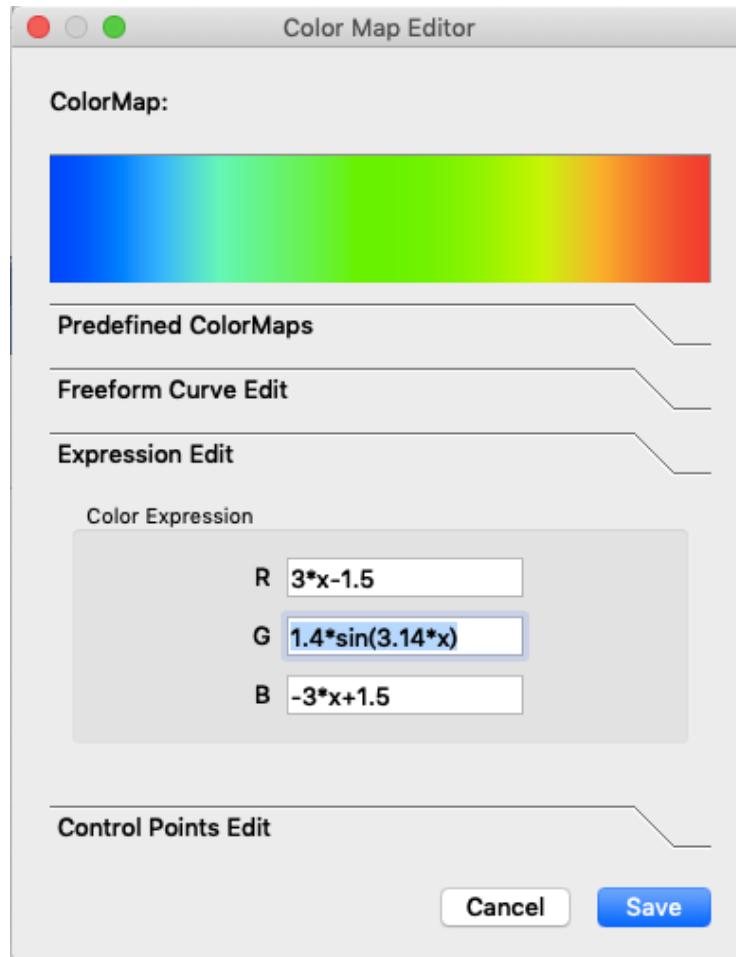 Color Map Editor
ColorMap:
Predefined ColorMaps
Freeform Curve Edit
Expression Edit
Color Expression
R 3*x-1.5
G 1.4*sin(3.14*x)
B -3*x+1.5
Control Points Edit
Cancel Save